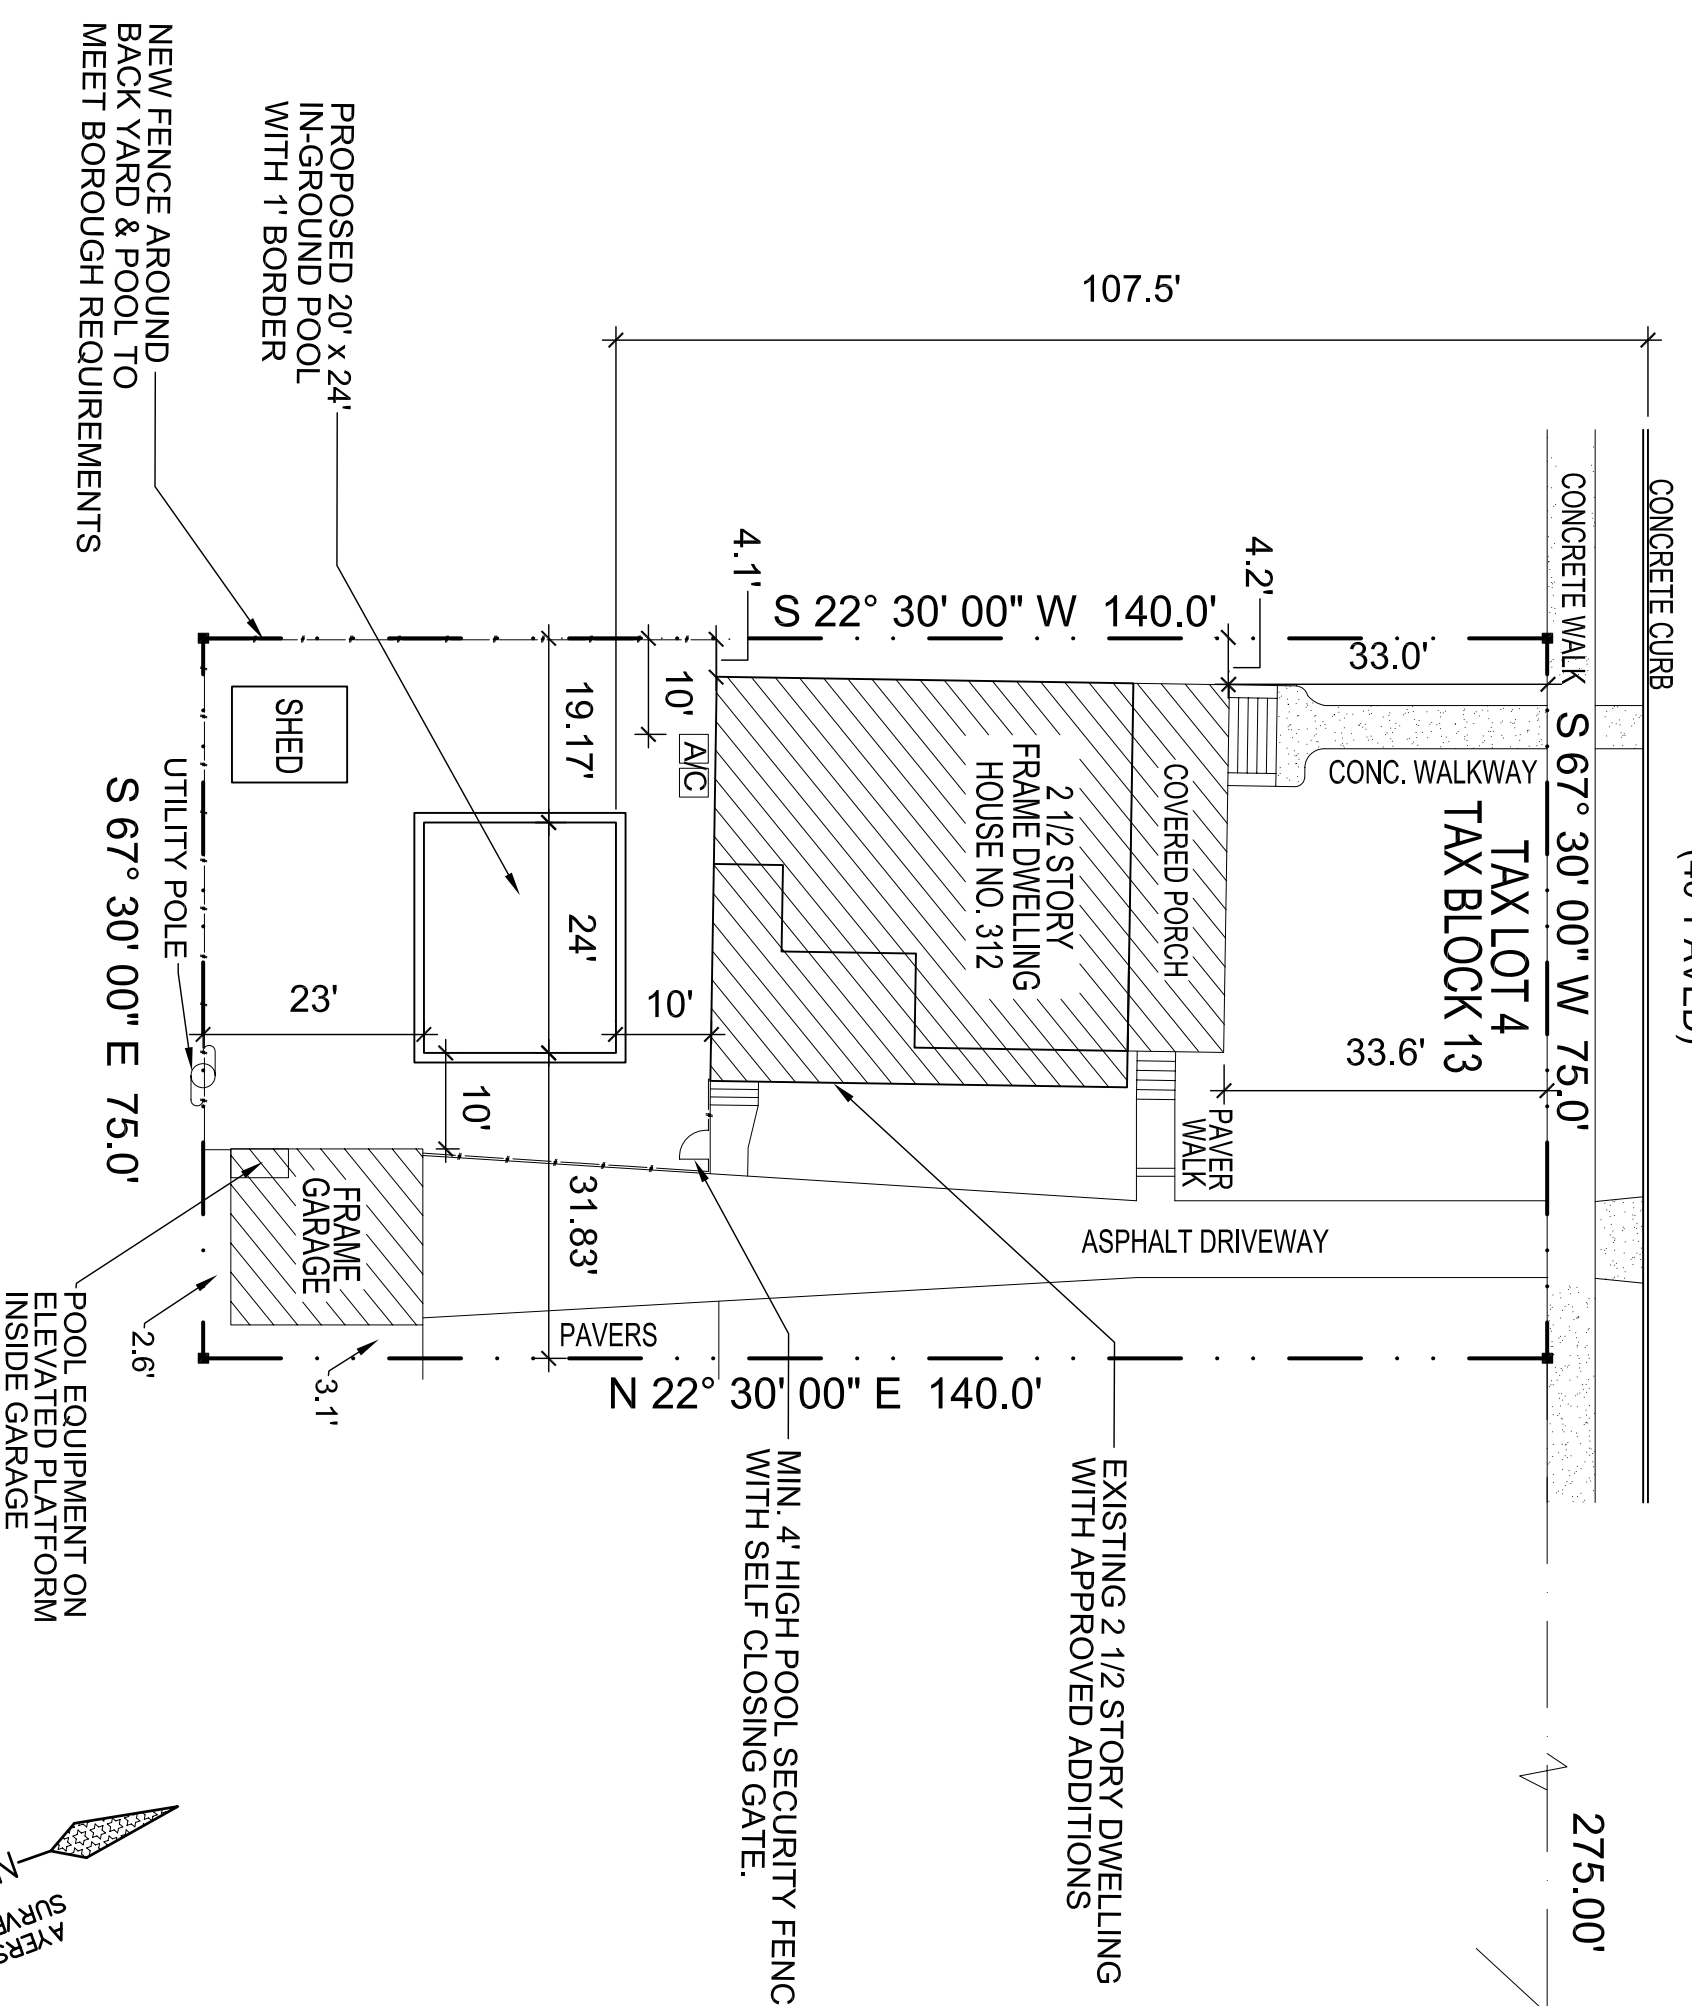 (40' PAVED)
CONCRETE CURB
CONCRETE WALK
S 67° 30' 00" W 75.0'
275.00'
TAX LOT 4
TAX BLOCK 13
CONC. WALKWAY
33.0'
33.6'
4.2'
107.5'
S 22° 30' 00" W 140.0'
4.1'
PAVER
WALK
COVERED PORCH
2 1/2 STORY
FRAME DWELLING
HOUSE NO. 312
ASPHALT DRIVEWAY
EXISTING 2 1/2 STORY DWELLING
WITH APPROVED ADDITIONS
MIN. 4' HIGH POOL SECURITY FENC
WITH SELF CLOSING GATE.
N 22° 30' 00" E 140.0'
A/C
10'
10'
19.17'
24'
31.83'
PAVERS
10'
23'
PROPOSED 20' x 24'
IN-GROUND POOL
WITH 1' BORDER
SHED
FRAME
GARAGE
3.1'
2.6'
NEW FENCE AROUND
BACK YARD & POOL TO
MEET BOROUGH REQUIREMENTS
UTILITY POLE
S 67° 30' 00" E 75.0'
POOL EQUIPMENT ON
ELEVATED PLATFORM
INSIDE GARAGE
N
AYERS
SURVE